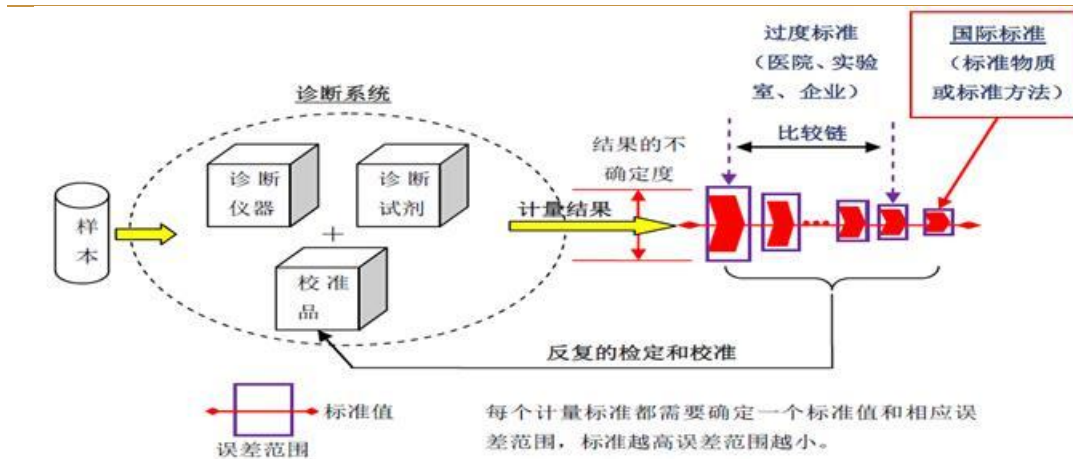 诊断系统
过度标准
（医院、实验
室、企业）
国际标准
（标准物质
或标准方法）
比较链
结果的不
确定度
样
本
诊断
仪器
诊断
试剂
+
校准
品
计量结果
反复的检定和校准
标准值
误差范围
每个计量标准都需要确定一个标准值和相应误
差范围，标准越高误差范围越小。